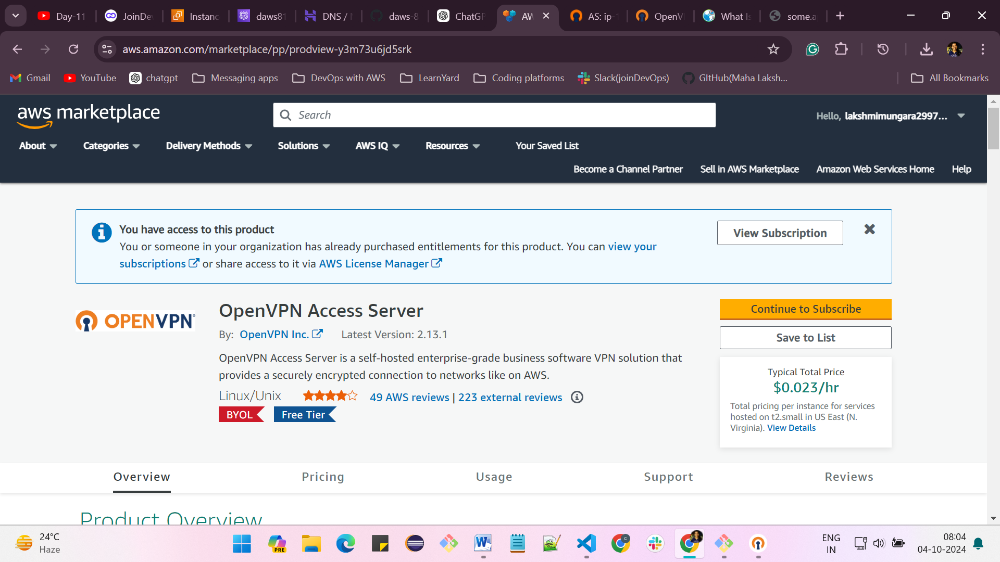 Day-11
JoinDe
Instanc
daws81
DNS /
daws-8
ChatGP
AW
AS: ip-
OpenV
What Is
some.a
aws.amazon.com/marketplace/pp/prodview-y3m73u6jd5srk
Gmail
YouTube
chatgpt
Messaging apps
DevOps with AWS
LearnYard
Coding platforms
Slack(joinDevOps)
GItHub(Maha Laksh...
All Bookmarks
aws marketplace
Search
Hello, lakshmimungara2997...
About
Categories
Delivery Methods
Solutions
AWS IQ
Resources
Your Saved List
Become a Channel Partner
Sell in AWS Marketplace
Amazon Web Services Home
Help
You have access to this product
You or someone in your organization has already purchased entitlements for this product. You can view your
subscriptions or share access to it via AWS License Manager
View Subscription
OPENVPN
OpenVPN Access Server
By: OpenVPN Inc.
Latest Version: 2.13.1
OpenVPN Access Server is a self-hosted enterprise-grade business software VPN solution that
provides a securely encrypted connection to networks like on AWS.
Linux/Unix
49 AWS reviews | 223 external reviews
BYOL
Free Tier
Continue to Subscribe
Save to List
Typical Total Price
$0.023/hr
Total pricing per instance for services
hosted on t2.small in US East (N.
Virginia). View Details
Overview
Pricing
Usage
Support
Reviews
Product Overview
24°C
Haze
PRE
ENG
IN
08:04
04-10-2024